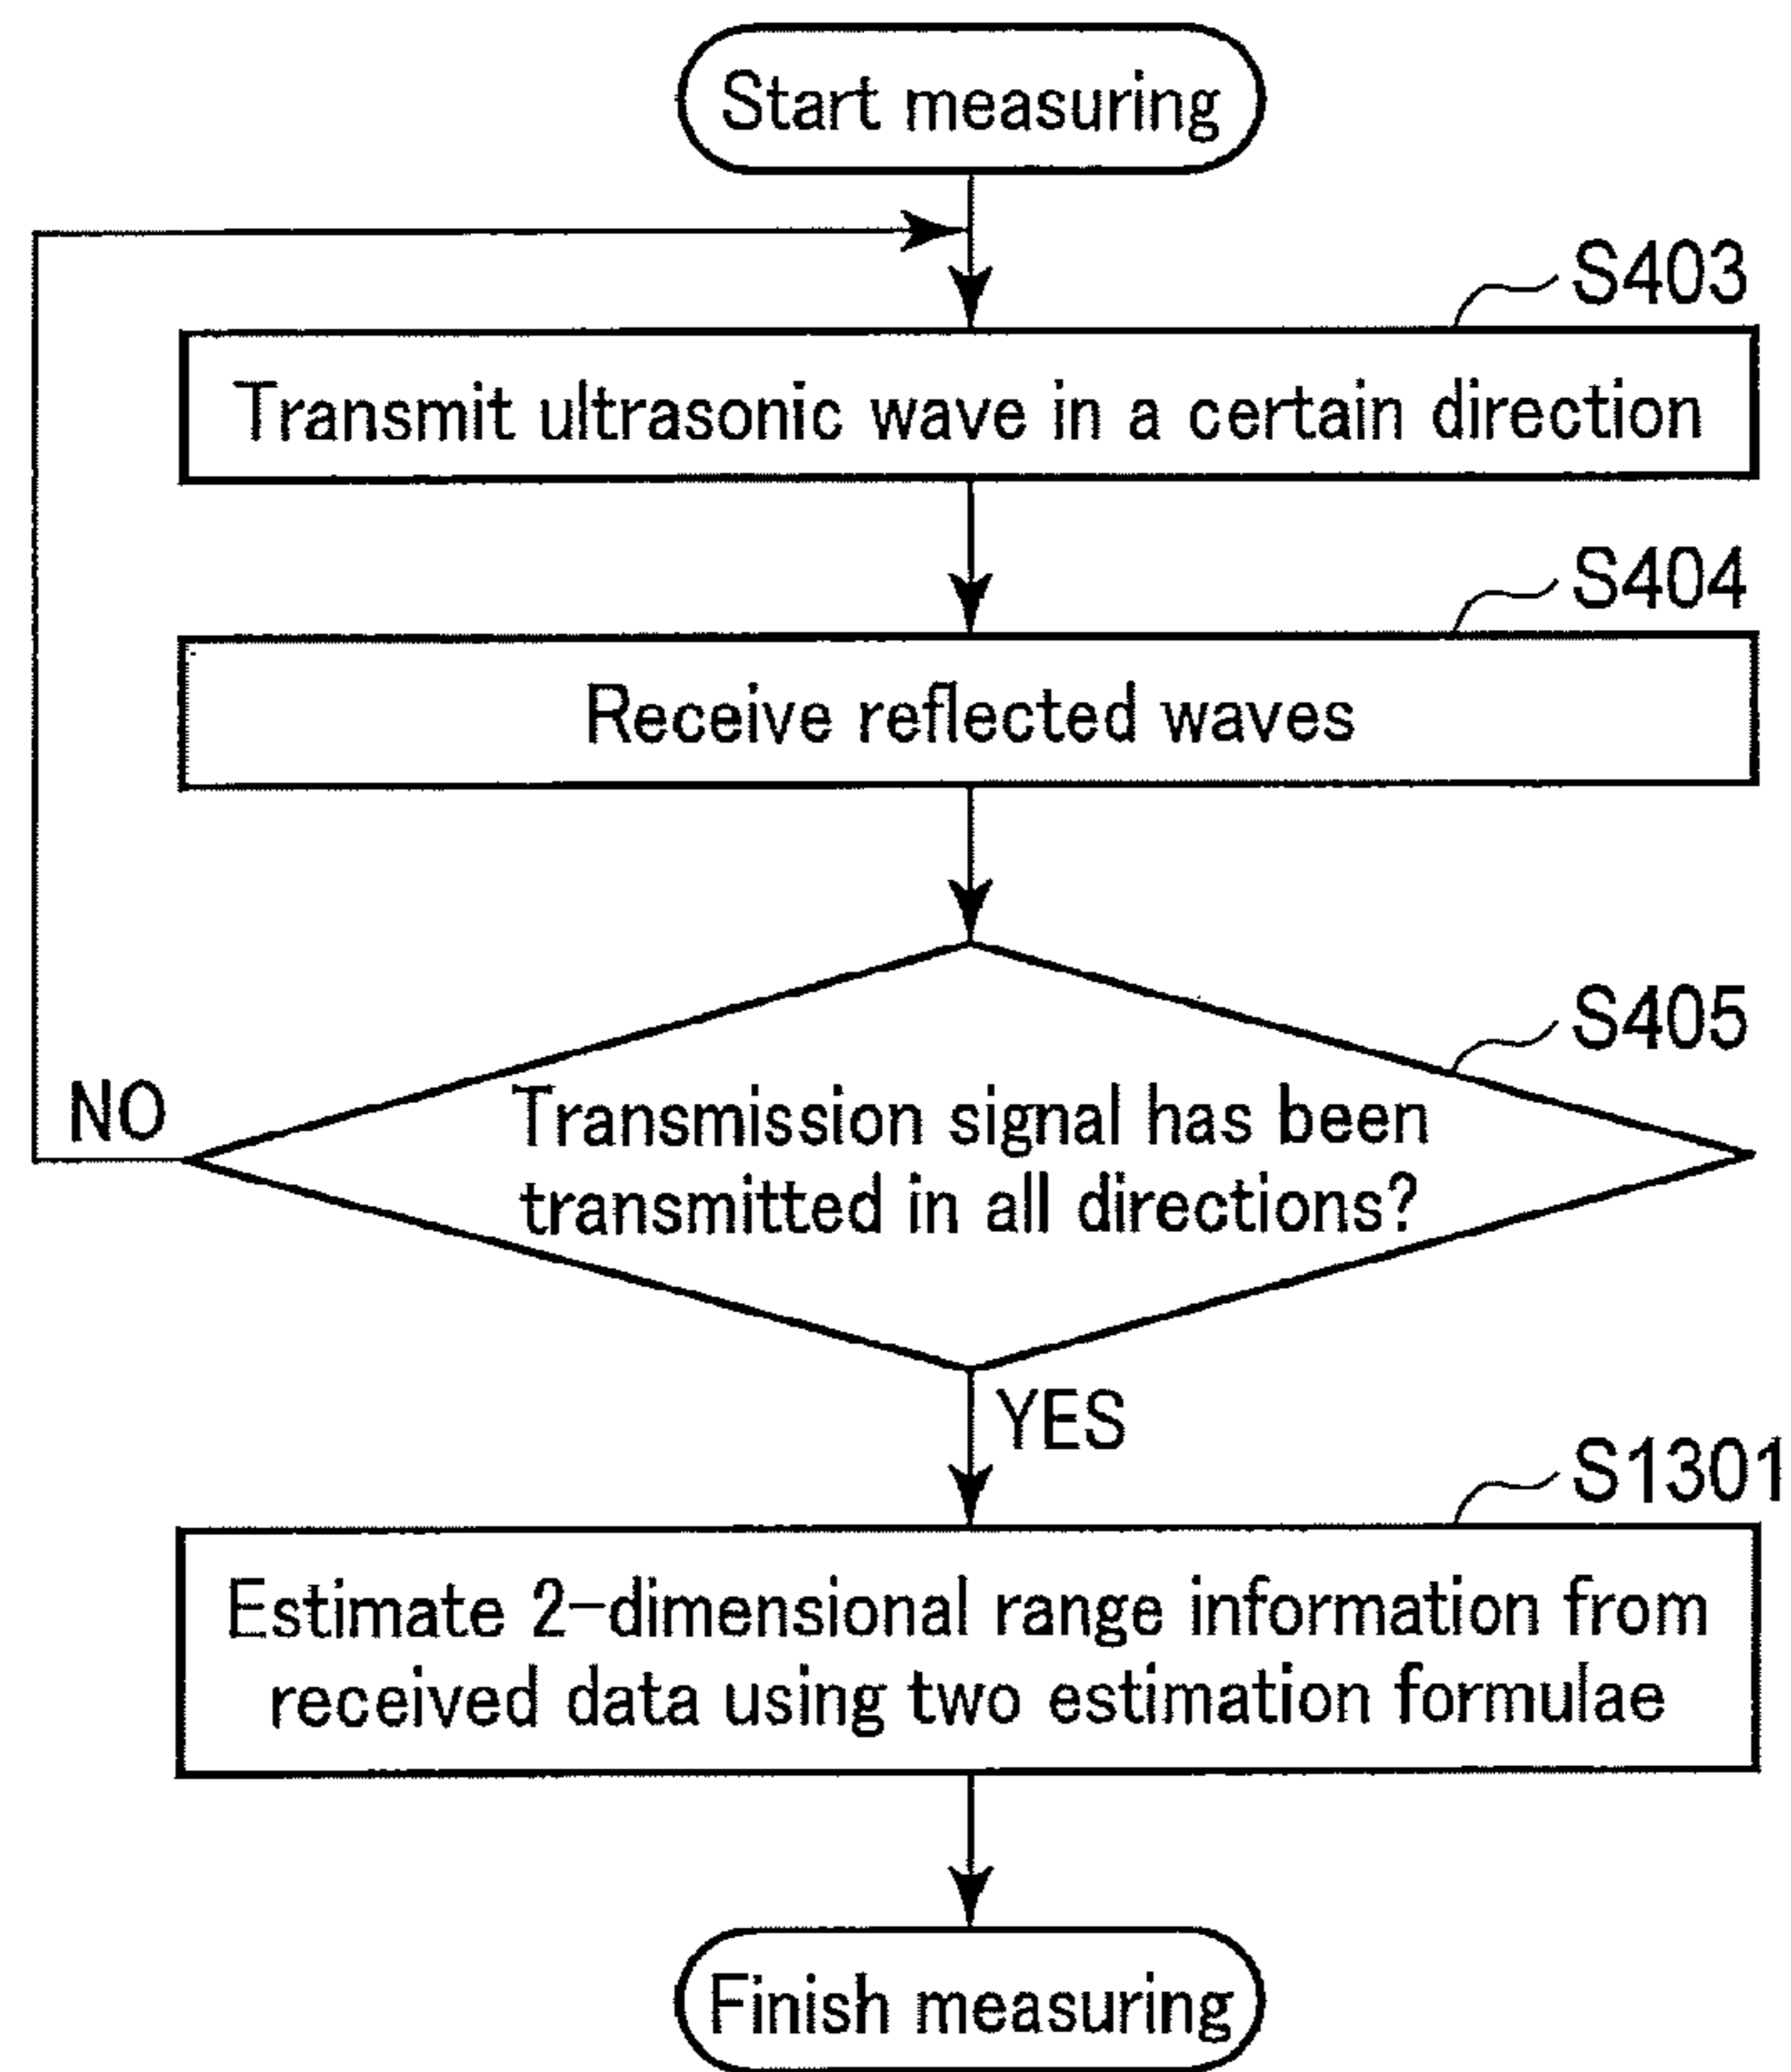 Start measuring
S403
Transmit ultrasonic wave in a certain direction
S404
Receive reflected waves
S405
NO
Transmission signal has been
transmitted in all directions?
YES
S1301
Estimate 2-dimensional range information from
received data using two estimation formulae
Finish measuring